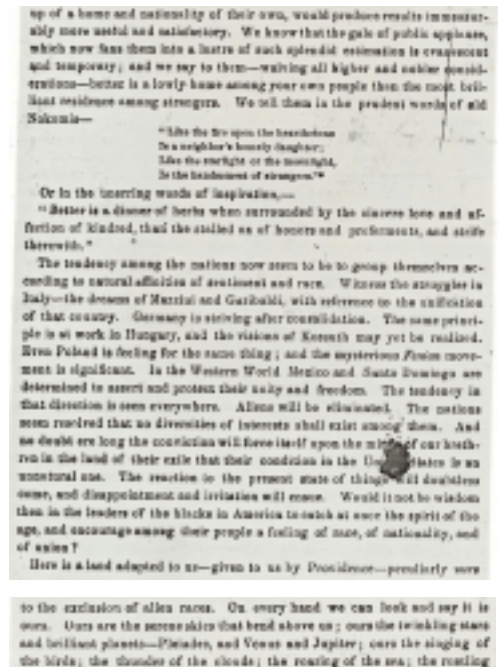 up of a home and nationality of their own, would produce results immeasur-
ably more useful and satisfactory. We know that the gale of public applause,
which now fans them into a lustre of such splendid estimation is evanescent
and temporary; and we say to them—waiving all higher and nobler consid-
erations—better is a lowly home among your own people than the most bril-
liant residence among strangers. We tell them in the prudent words of old
Nokomis—
"Like the fire upon the hearthstone
Is a neighbor's homely daughter;
Like the starlight or the moonlight,
Is the handsomest of strangers."*
Or in the unerring words of inspiration,—
"Better is a dinner of herbs when surrounded by the sincere love and af-
fection of kindred, than the stalled ox of honors and preferments, and strife
therewith."
The tendency among the nations now seem to be to group themselves ac-
cording to natural affinities of sentiment and race. Witness the struggles in
Italy—the dreams of Mazzini and Garibaldi, with reference to the unification
of that country. Germany is striving after consolidation. The same princi-
ple is at work in Hungary, and the visions of Kossuth may yet be realized.
Even Poland is feeling for the same thing; and the mysterious Fenian move-
ment is significant. In the Western World Mexico and Santo Domingo are
determined to assert and protect their unity and freedom. The tendency in
that direction is seen everywhere. Aliens will be eliminated. The nations
seem resolved that no diversities of interests shall exist among them. And
no doubt ere long the conviction will force itself upon the of our breth-
ren in the land of their exile that their condition in the States is an
unnatural one. The reaction to the present state of things will doubtless
come, and disappointment and irritation will ensue. Would it not be wisdom
then in the leaders of the blacks in America to catch at once the spirit of the
age, and encourage among their people a feeling of race, of nationality, and
of union?
Here is a land adapted to us—given to us by Providence—peculiarly ours
to the exclusion of alien races. On every hand we can look and say it is
ours. Ours are the serene skies that bend above us; ours the twinkling stars
and brilliant planets—Pleiades, and Venus and Jupiter; ours the singing of
the birds; the thunder of the clouds; the roaring of the sea; the rustling